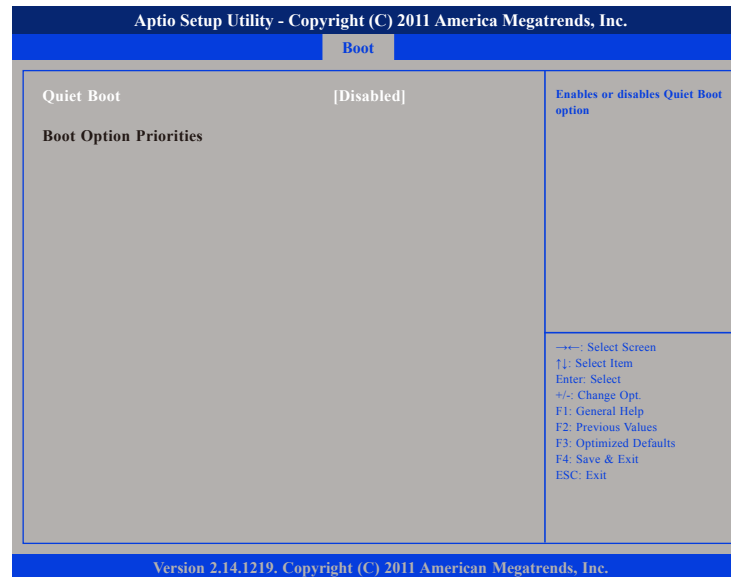 Aptio Setup Utility - Copyright (C) 2011 America Megatrends, Inc.
Boot
Quiet Boot [Disabled]
Boot Option Priorities
Enables or disables Quiet Boot
option
→←: Select Screen
↑↓: Select Item
Enter: Select
+/-: Change Opt.
F1: General Help
F2: Previous Values
F3: Optimized Defaults
F4: Save & Exit
ESC: Exit
Version 2.14.1219. Copyright (C) 2011 American Megatrends, Inc.